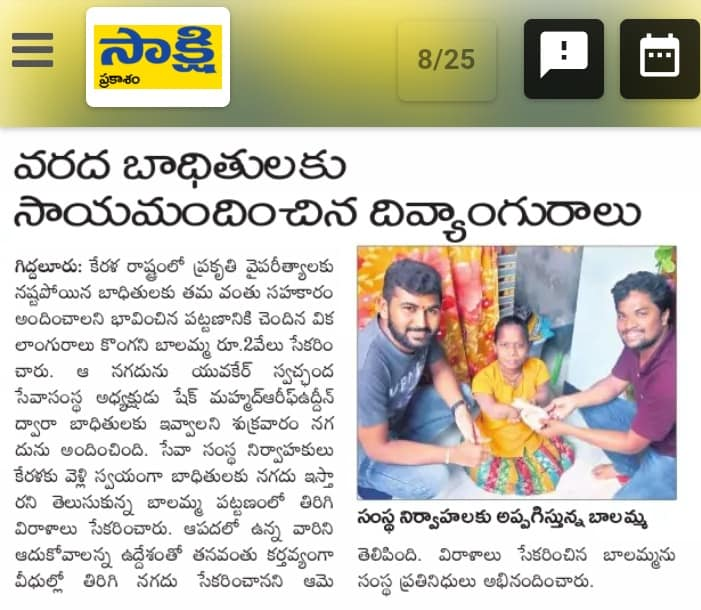 సాక్షి
ప్రకాశం
8/25
వరద బాధితులకు
సాయమందించిన దివ్యాంగురాలు
గిద్దలూరు: కేరళ రాష్ట్రంలో ప్రకృతి వైపరీత్యాలకు
నష్టపోయిన బాధితులకు తమ వంతు సహకారం
అందించాలని భావించిన పట్టణానికి చెందిన విక
లాంగురాలు కొంగని బాలమ్మ రూ.2వేలు సేకరిం
చారు. ఆ నగదును యువకేర్ స్వచ్ఛంద
సేవాసంస్థ అధ్యక్షుడు షేక్ మహ్మద్ఆరీఫ్ఉద్దీన్
ద్వారా బాధితులకు ఇవ్వాలని శుక్రవారం నగ
దును అందించింది. సేవా సంస్థ నిర్వాహకులు
కేరళకు వెళ్లి స్వయంగా బాధితులకు నగదు ఇస్తా
రని తెలుసుకున్న బాలమ్మ పట్టణంలో తిరిగి
విరాళాలు సేకరించారు. ఆపదలో ఉన్న వారిని
ఆదుకోవాలన్న ఉద్దేశంతో తనవంతు కర్తవ్యంగా
వీధుల్లో తిరిగి నగదు సేకరించానని ఆమె
సంస్థ నిర్వాహలకు అప్పగిస్తున్న బాలమ్మ
తెలిపింది. విరాళాలు సేకరించిన బాలమ్మను
సంస్థ ప్రతినిధులు అభినందించారు.